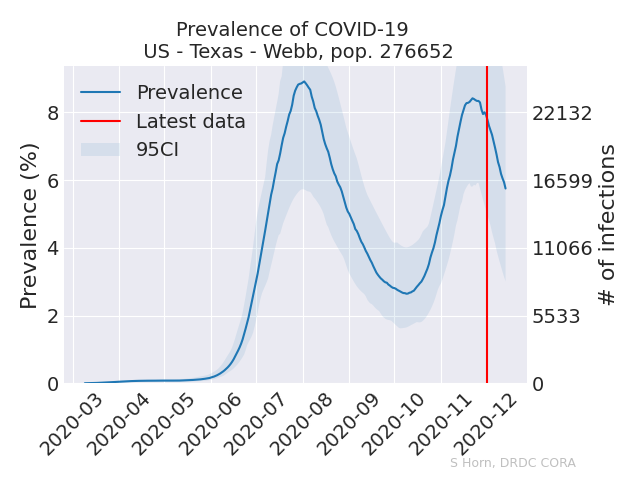 Prevalence of COVID-19
US - Texas - Webb, pop. 276652
Prevalence
Latest data
95CI
Prevalence (%)
8
6
4
2
0
22132
16599
11066
5533
0
# of infections
2020-03
2020-04
2020-05
2020-06
2020-07
2020-08
2020-09
2020-10
2020-11
2020-12
S Horn, DRDC CORA